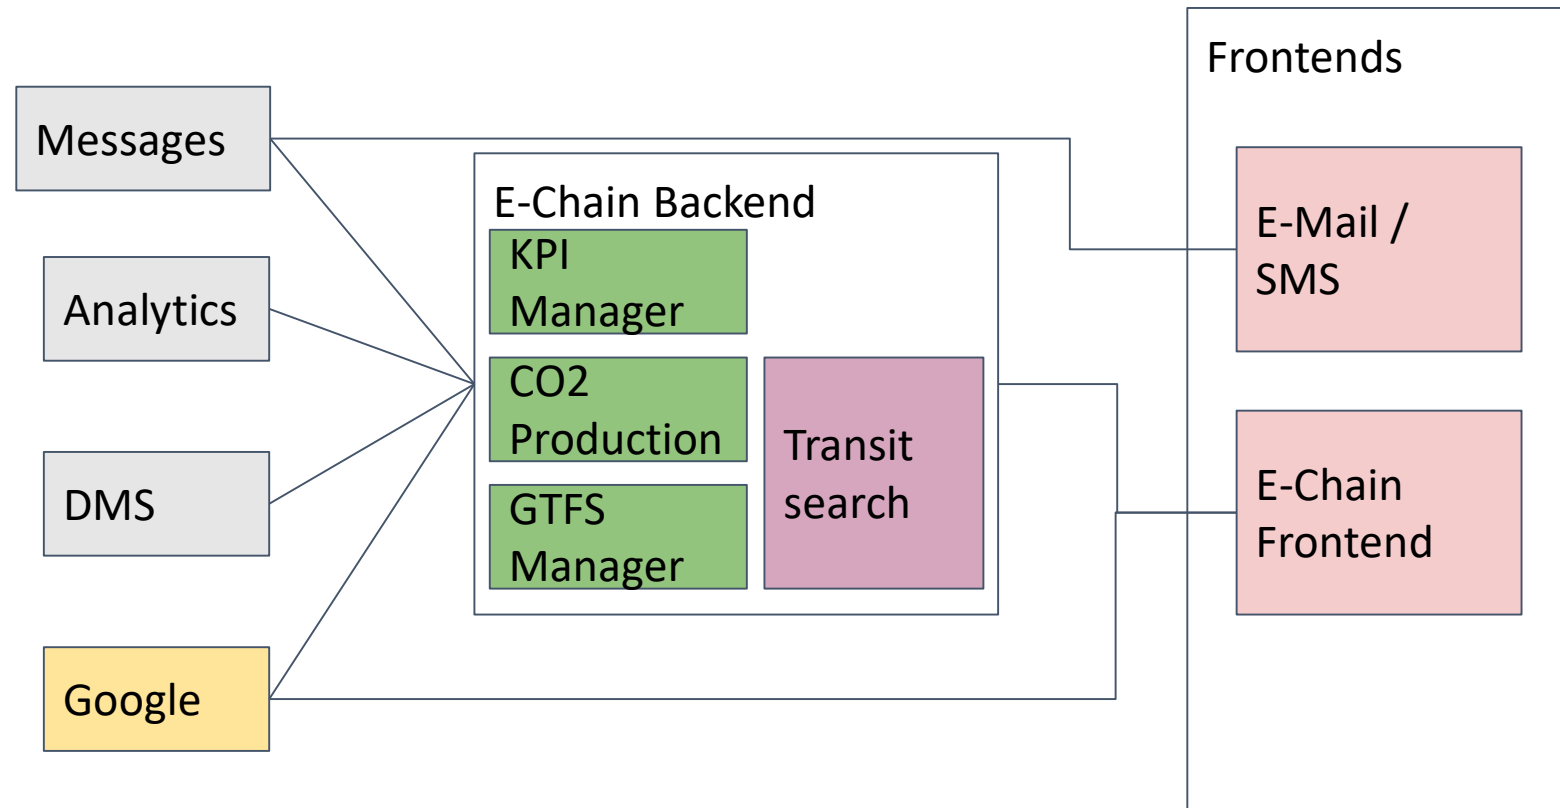 Frontends
Messages
E-Chain Backend
KPI
Manager
E-Mail /
SMS
Analytics
CO2
Production
Transit
search
E-Chain
Frontend
DMS
GTFS
Manager
Google